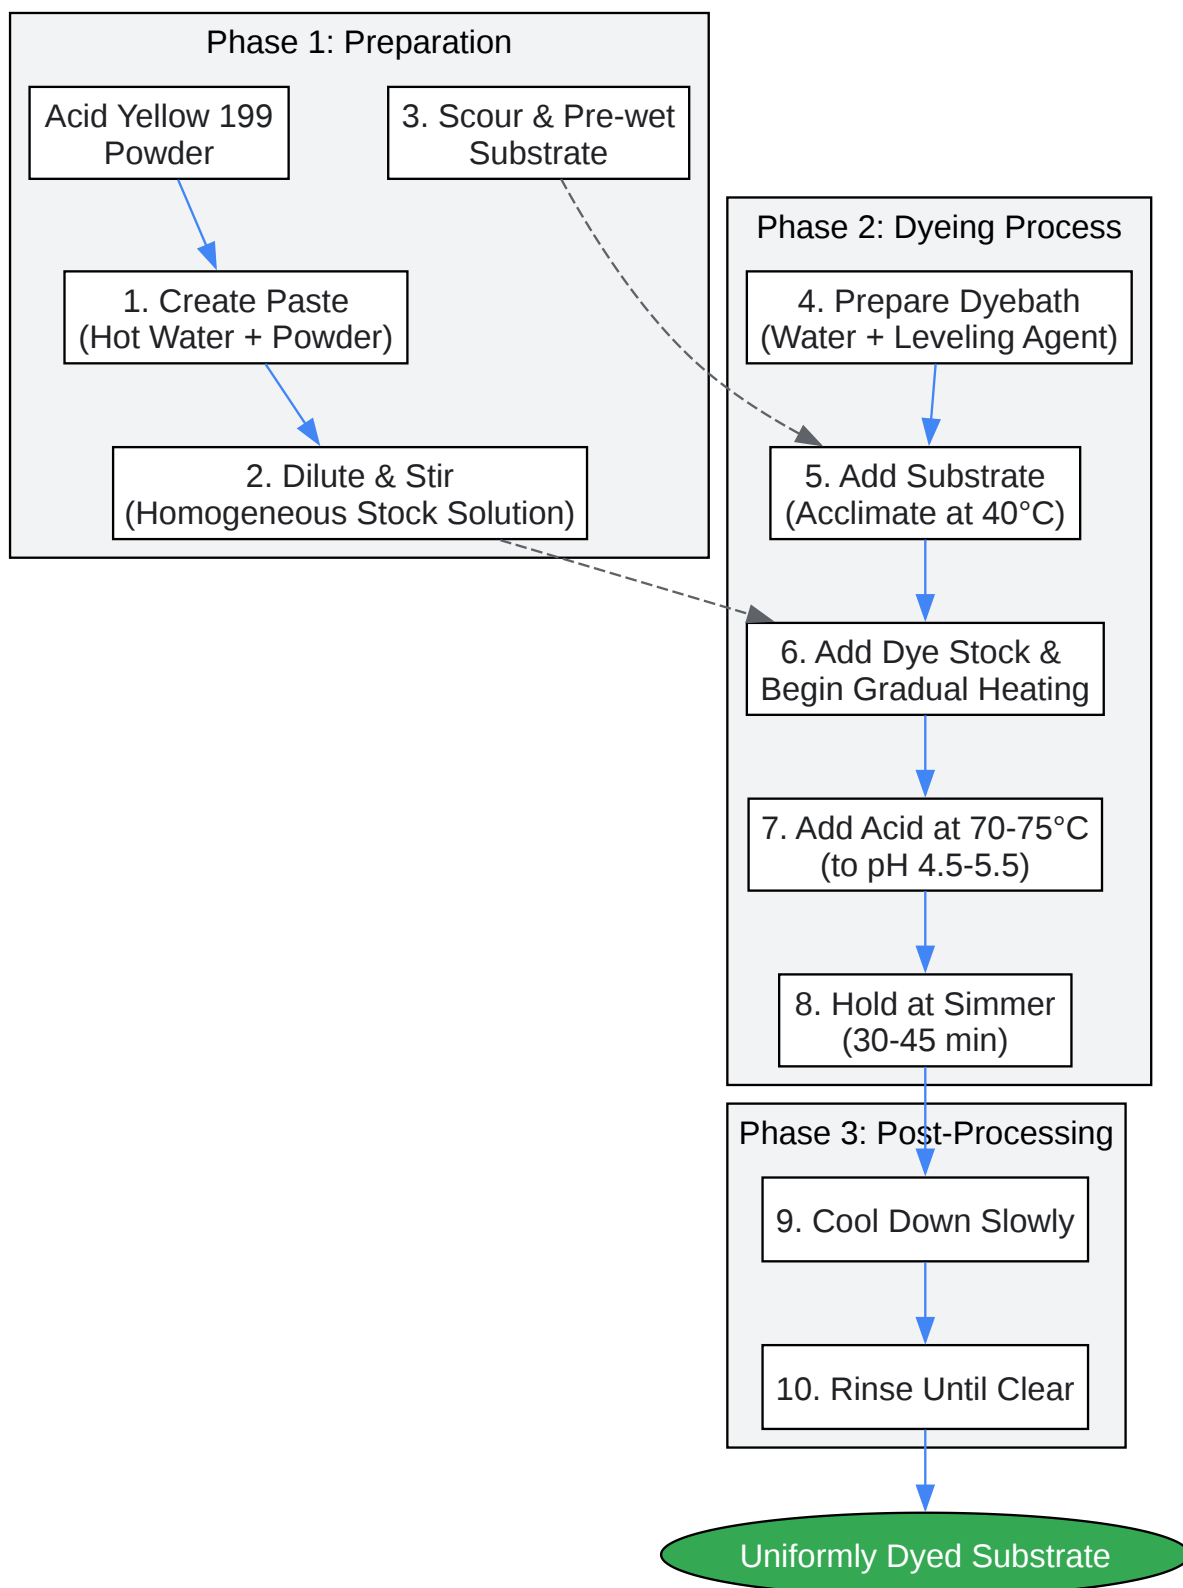 Phase 1: Preparation
Acid Yellow 199
Powder
3. Scour & Pre-wet
Substrate
1. Create Paste
(Hot Water + Powder)
2. Dilute & Stir
(Homogeneous Stock Solution)
Phase 2: Dyeing Process
4. Prepare Dyebath
(Water + Leveling Agent)
5. Add Substrate
(Acclimate at 40°C)
6. Add Dye Stock &
Begin Gradual Heating
7. Add Acid at 70-75°C
(to pH 4.5-5.5)
8. Hold at Simmer
(30-45 min)
Phase 3: Post-Processing
9. Cool Down Slowly
10. Rinse Until Clear
Uniformly Dyed Substrate